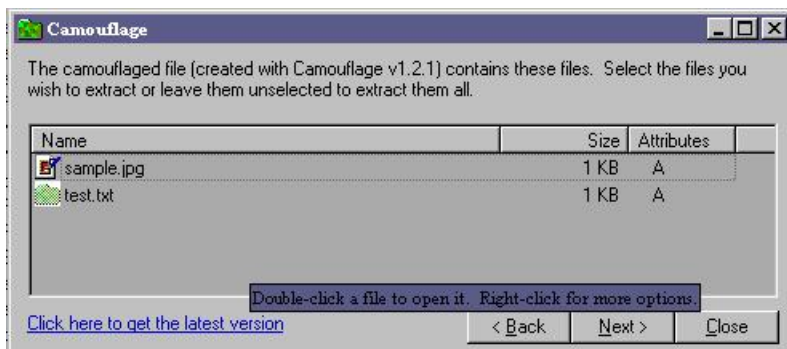 Camouflage
The camouflaged file (created with Camouflage v1.2.1) contains these files. Select the files you
wish to extract or leave them unselected to extract them all.
Name Size Attributes
sample.jpg 1 KB A
test.txt 1 KB A
Double-click a file to open it. Right-click for more options.
Click here to get the latest version < Back Next > Close